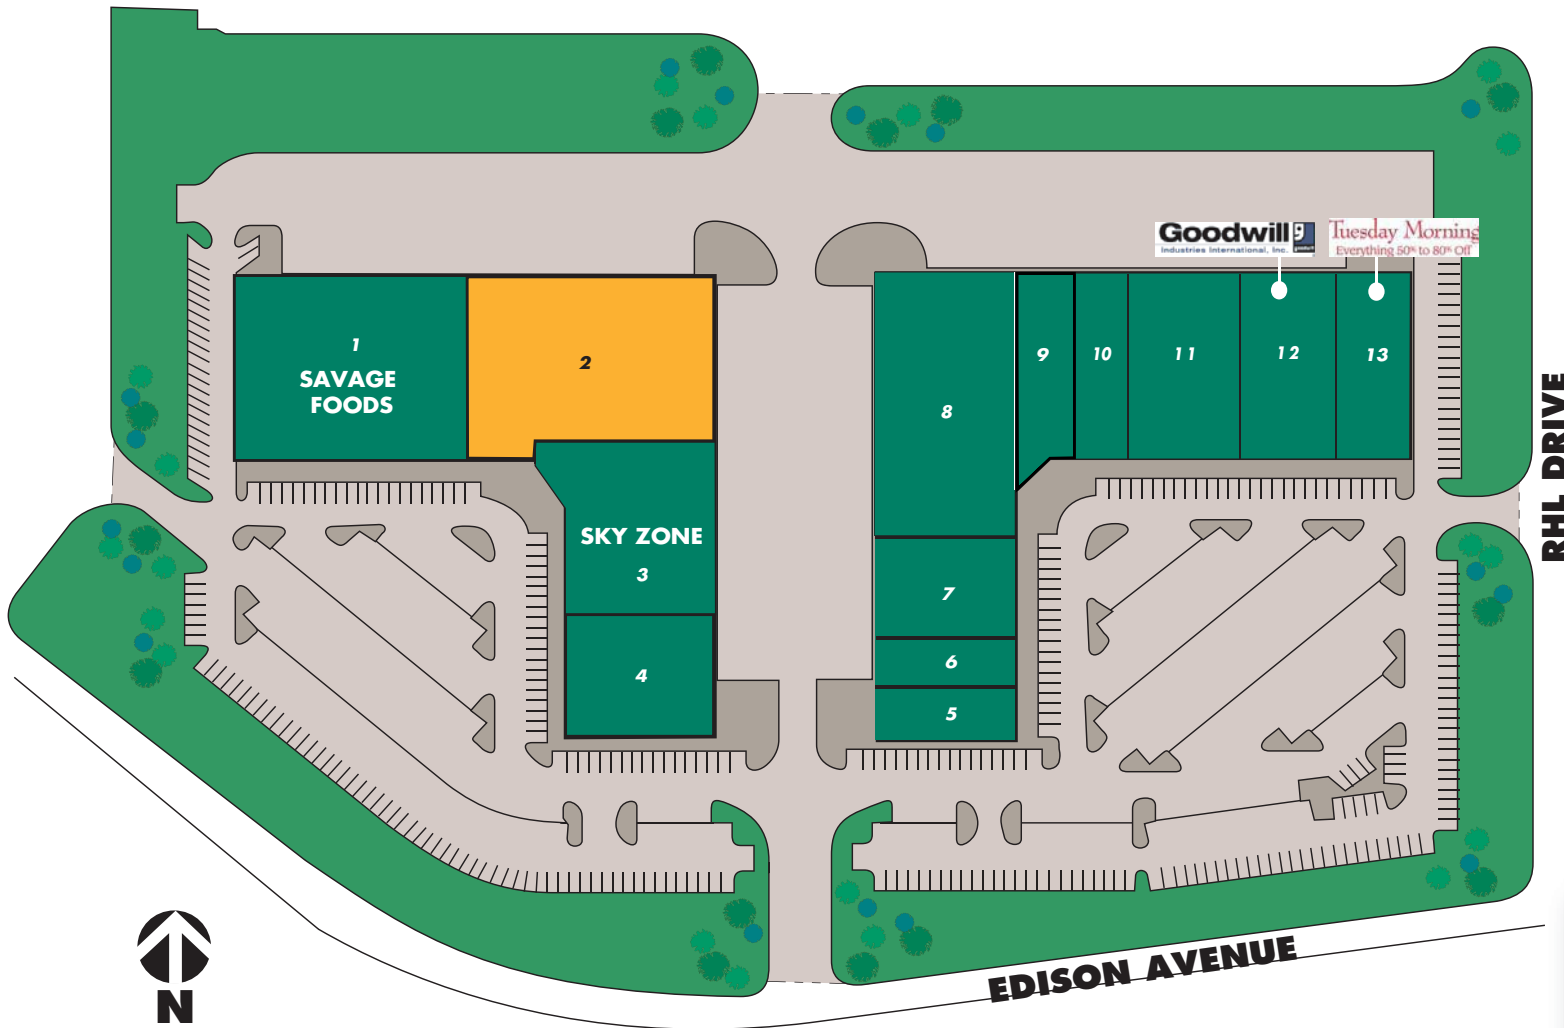 Goodwill
Industries International, Inc.
Tuesday Morning
Everything 50% to 80% Off
1
SAVAGE
FOODS
2
SKY ZONE
3
4
8
7
6
5
9
10
11
12
13
RHL DRIVE
EDISON AVENUE
N